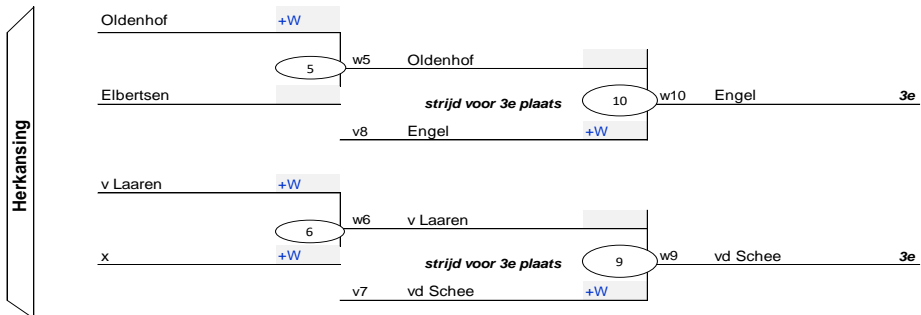 Herkansing
Oldenhof +W
5 w5 Oldenhof
Elbertsen strijd voor 3e plaats 10 w10 Engel 3e
v8 Engel +W
v Laaren +W
6 w6 v Laaren
x +W strijd voor 3e plaats 9 w9 vd Schee 3e
v7 vd Schee +W